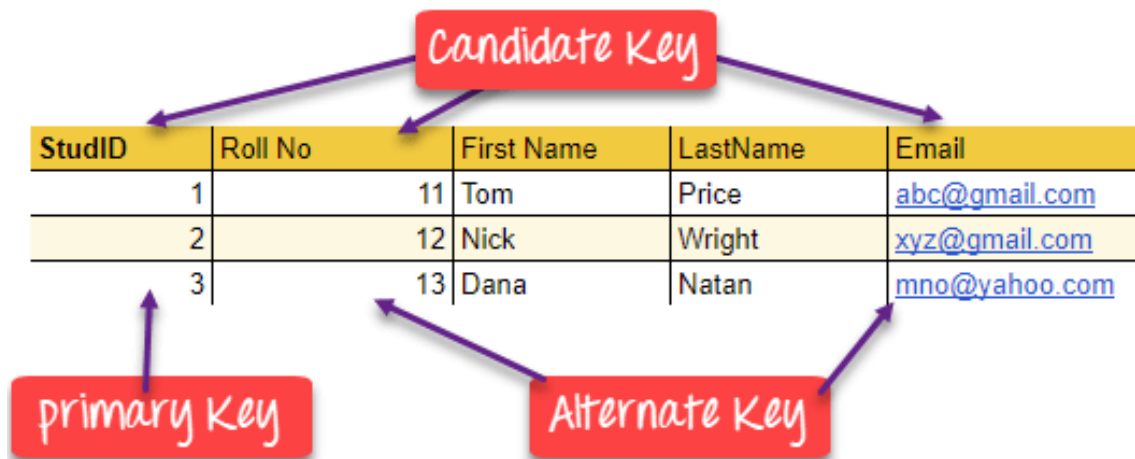 Candidate Key
StudID Roll No First Name LastName Email
1 11 Tom Price abc@gmail.com
2 12 Nick Wright xyz@gmail.com
3 13 Dana Natan mno@yahoo.com
primary Key Alternate Key